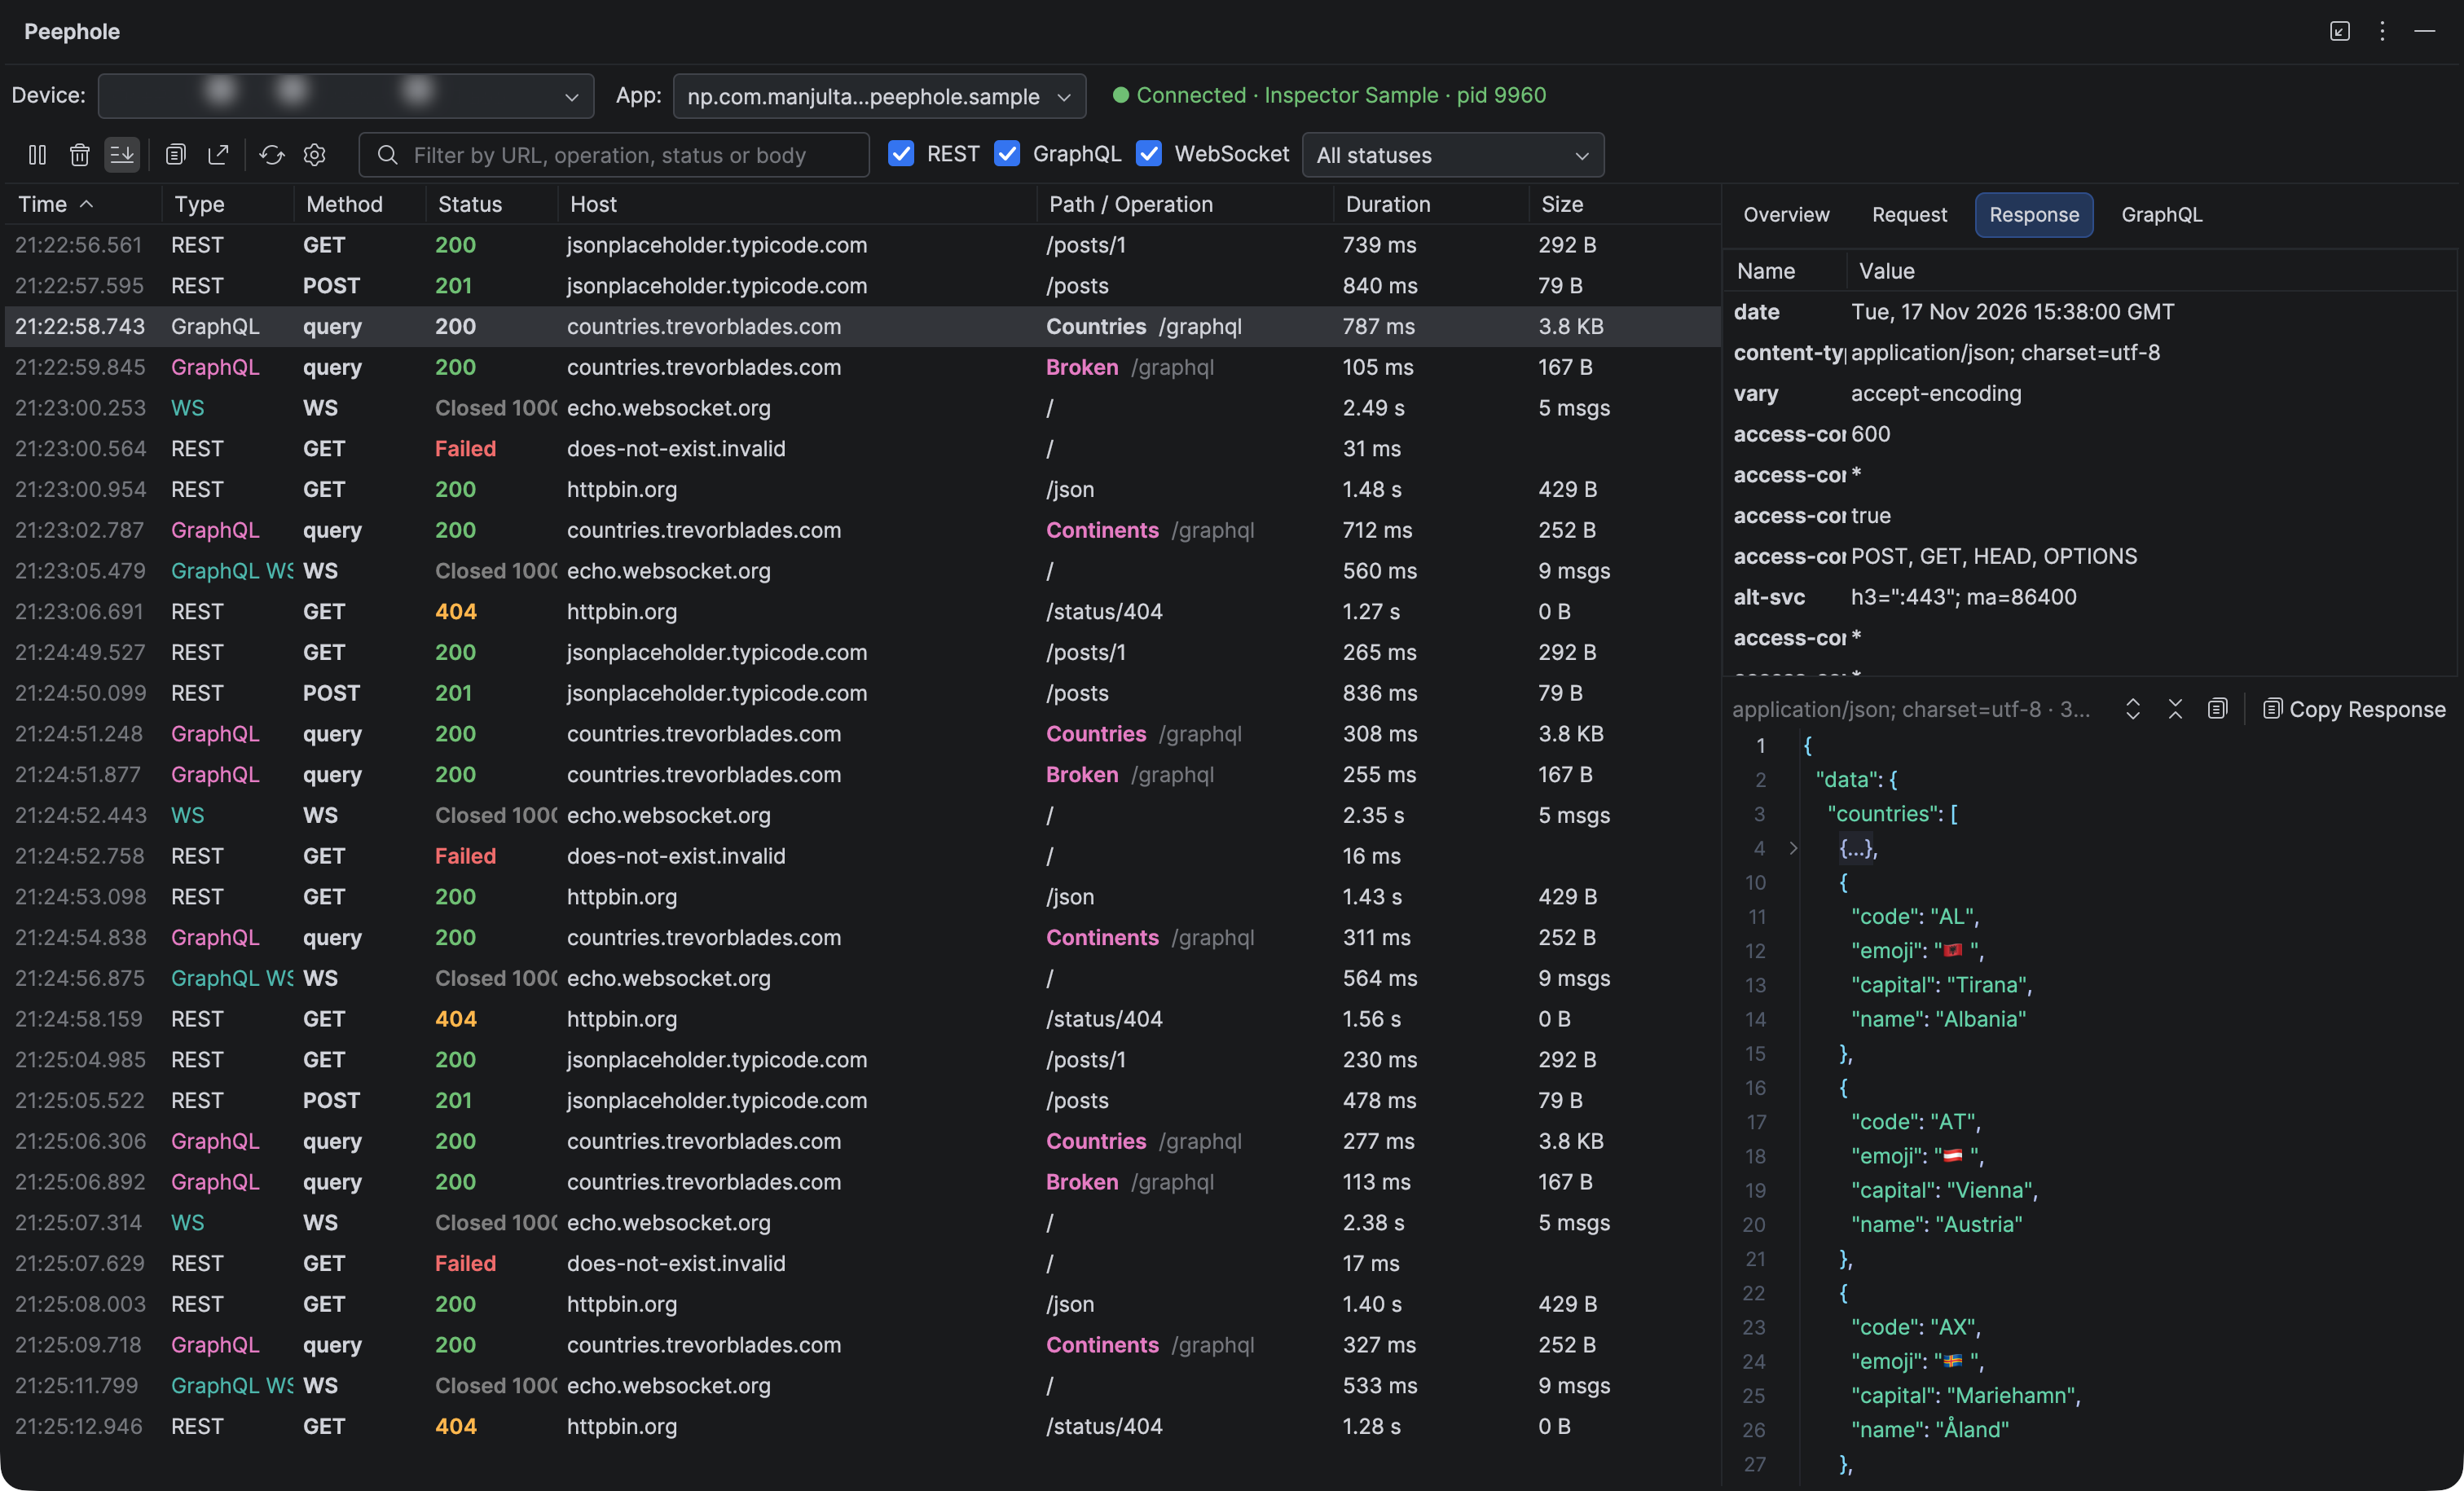 Peephole
Device: App: np.com.manjulta...peephole.sample Connected · Inspector Sample · pid 9960
Filter by URL, operation, status or body REST GraphQL WebSocket All statuses
Time Type Method Status Host Path / Operation Duration Size
21:22:56.561 REST GET 200 jsonplaceholder.typicode.com /posts/1 739 ms 292 B
21:22:57.595 REST POST 201 jsonplaceholder.typicode.com /posts 840 ms 79 B
21:22:58.743 GraphQL query 200 countries.trevorblades.com Countries /graphql 787 ms 3.8 KB
21:22:59.845 GraphQL query 200 countries.trevorblades.com Broken /graphql 105 ms 167 B
21:23:00.253 WS WS Closed 1000 echo.websocket.org / 2.49 s 5 msgs
21:23:00.564 REST GET Failed does-not-exist.invalid / 31 ms
21:23:00.954 REST GET 200 httpbin.org /json 1.48 s 429 B
21:23:02.787 GraphQL query 200 countries.trevorblades.com Continents /graphql 712 ms 252 B
21:23:05.479 GraphQL WS WS Closed 1000 echo.websocket.org / 560 ms 9 msgs
21:23:06.691 REST GET 404 httpbin.org /status/404 1.27 s 0 B
21:24:49.527 REST GET 200 jsonplaceholder.typicode.com /posts/1 265 ms 292 B
21:24:50.099 REST POST 201 jsonplaceholder.typicode.com /posts 836 ms 79 B
21:24:51.248 GraphQL query 200 countries.trevorblades.com Countries /graphql 308 ms 3.8 KB
21:24:51.877 GraphQL query 200 countries.trevorblades.com Broken /graphql 255 ms 167 B
21:24:52.443 WS WS Closed 1000 echo.websocket.org / 2.35 s 5 msgs
21:24:52.758 REST GET Failed does-not-exist.invalid / 16 ms
21:24:53.098 REST GET 200 httpbin.org /json 1.43 s 429 B
21:24:54.838 GraphQL query 200 countries.trevorblades.com Continents /graphql 311 ms 252 B
21:24:56.875 GraphQL WS WS Closed 1000 echo.websocket.org / 564 ms 9 msgs
21:24:58.159 REST GET 404 httpbin.org /status/404 1.56 s 0 B
21:25:04.985 REST GET 200 jsonplaceholder.typicode.com /posts/1 230 ms 292 B
21:25:05.522 REST POST 201 jsonplaceholder.typicode.com /posts 478 ms 79 B
21:25:06.306 GraphQL query 200 countries.trevorblades.com Countries /graphql 277 ms 3.8 KB
21:25:06.892 GraphQL query 200 countries.trevorblades.com Broken /graphql 113 ms 167 B
21:25:07.314 WS WS Closed 1000 echo.websocket.org / 2.38 s 5 msgs
21:25:07.629 REST GET Failed does-not-exist.invalid / 17 ms
21:25:08.003 REST GET 200 httpbin.org /json 1.40 s 429 B
21:25:09.718 GraphQL query 200 countries.trevorblades.com Continents /graphql 327 ms 252 B
21:25:11.799 GraphQL WS WS Closed 1000 echo.websocket.org / 533 ms 9 msgs
21:25:12.946 REST GET 404 httpbin.org /status/404 1.28 s 0 B
Overview Request Response GraphQL
Name Value
date Tue, 17 Nov 2026 15:38:00 GMT
content-ty application/json; charset=utf-8
vary accept-encoding
access-cor 600
access-cor *
access-cor true
access-cor POST, GET, HEAD, OPTIONS
alt-svc h3=":443"; ma=86400
access-cor *
application/json; charset=utf-8 · 3... Copy Response
1 {
2 "data": {
3 "countries": [
4 {...},
10 {
11 "code": "AL",
12 "emoji": "🇦🇱 ",
13 "capital": "Tirana",
14 "name": "Albania"
15 },
16 {
17 "code": "AT",
18 "emoji": "🇦🇹 ",
19 "capital": "Vienna",
20 "name": "Austria"
21 },
22 {
23 "code": "AX",
24 "emoji": "🇦🇽 ",
25 "capital": "Mariehamn",
26 "name": "Åland"
27 },